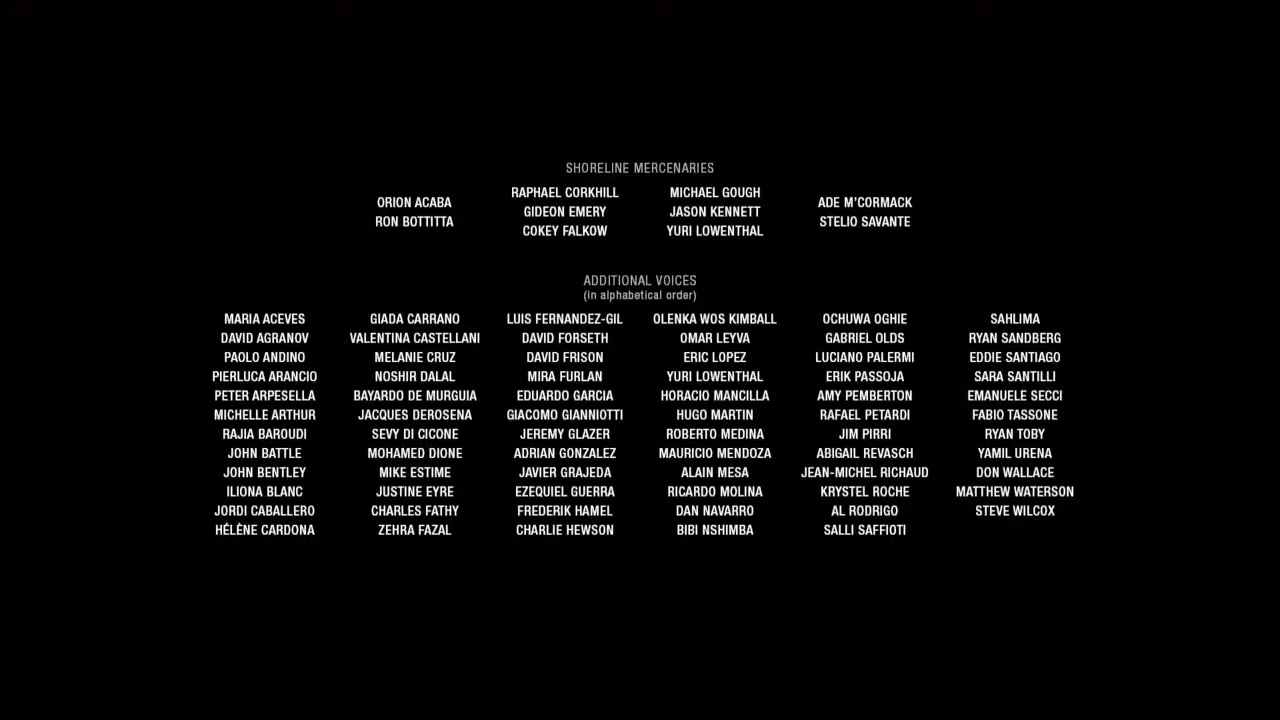 SHORELINE MERCENARIES
ORION ACABA
RON BOTTITTA
RAPHAEL CORKHILL
GIDEON EMERY
COKEY FALKOW
MICHAEL GOUGH
JASON KENNETT
YURI LOWENTHAL
ADE M'CORMACK
STELIO SAVANTE
ADDITIONAL VOICES
(in alphabetical order)
MARIA ACEVES
DAVID AGRANOV
PAOLO ANDINO
PIERLUCA ARANCIO
PETER ARPESELLA
MICHELLE ARTHUR
RAJIA BAROUDI
JOHN BATTLE
JOHN BENTLEY
ILIONA BLANC
JORDI CABALLERO
HÉLÈNE CARDONA
GIADA CARRANO
VALENTINA CASTELLANI
MELANIE CRUZ
NOSHIR DALAL
BAYARDO DE MURGUIA
JACQUES DEROSENA
SEVY DI CICONE
MOHAMED DIONE
MIKE ESTIME
JUSTINE EYRE
CHARLES FATHY
ZEHRA FAZAL
LUIS FERNANDEZ-GIL
DAVID FORSETH
DAVID FRISON
MIRA FURLAN
EDUARDO GARCIA
GIACOMO GIANNIOTTI
JEREMY GLAZER
ADRIAN GONZALEZ
JAVIER GRAJEDA
EZEQUIEL GUERRA
FREDERIK HAMEL
CHARLIE HEWSON
OLENKA WOS KIMBALL
OMAR LEYVA
ERIC LOPEZ
YURI LOWENTHAL
HORACIO MANCILLA
HUGO MARTIN
ROBERTO MEDINA
MAURICIO MENDOZA
ALAIN MESA
RICARDO MOLINA
DAN NAVARRO
BIBI NSHIMBA
OCHUWA OGHIE
GABRIEL OLDS
LUCIANO PALERMI
ERIK PASSOJA
AMY PEMBERTON
RAFAEL PETARDI
JIM PIRRI
ABIGAIL REVASCH
JEAN-MICHEL RICHAUD
KRYSTEL ROCHE
AL RODRIGO
SALLI SAFFIOTI
SAHLIMA
RYAN SANDBERG
EDDIE SANTIAGO
SARA SANTILLI
EMANUELE SECCI
FABIO TASSONE
RYAN TOBY
YAMIL URENA
DON WALLACE
MATTHEW WATERSON
STEVE WILCOX